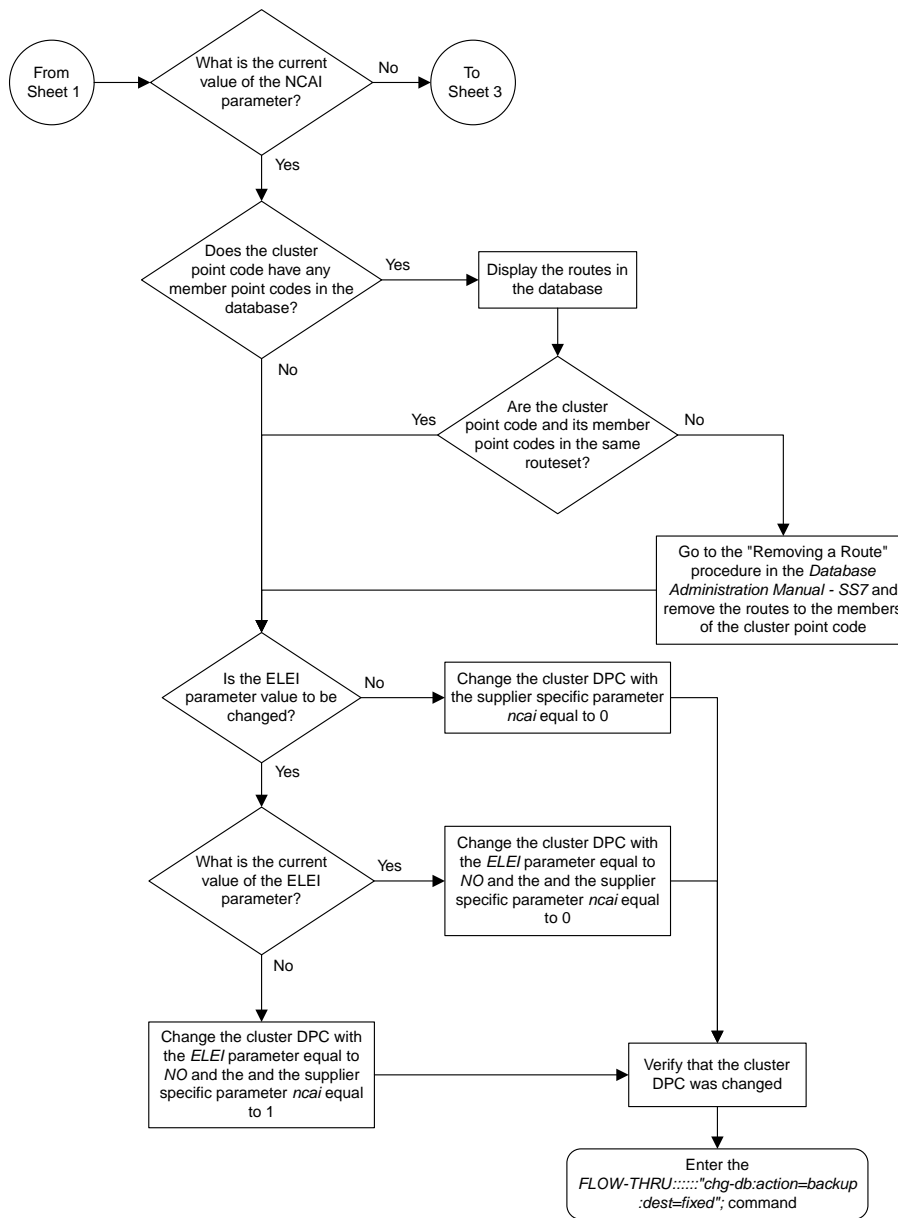 From
Sheet 1
What is the current
value of the NCAI
parameter?
No
To
Sheet 3
Yes
Does the cluster
point code have any
member point codes in the
database?
Yes
Display the routes in
the database
No
Are the cluster
point code and its member
point codes in the same
routeset?
Yes
No
Go to the "Removing a Route"
procedure in the Database
Administration Manual - SS7 and
remove the routes to the members
of the cluster point code
Is the ELEI
parameter value to be
changed?
No
Change the cluster DPC with
the supplier specific parameter
ncai equal to 0
Yes
What is the current
value of the ELEI
parameter?
Yes
Change the cluster DPC with
the ELEI parameter equal to
NO and the and the supplier
specific parameter ncai equal
to 0
No
Change the cluster DPC with
the ELEI parameter equal to
NO and the and the supplier
specific parameter ncai equal
to 1
Verify that the cluster
DPC was changed
Enter the
FLOW-THRU::::::"chg-db:action=backup
:dest=fixed"; command